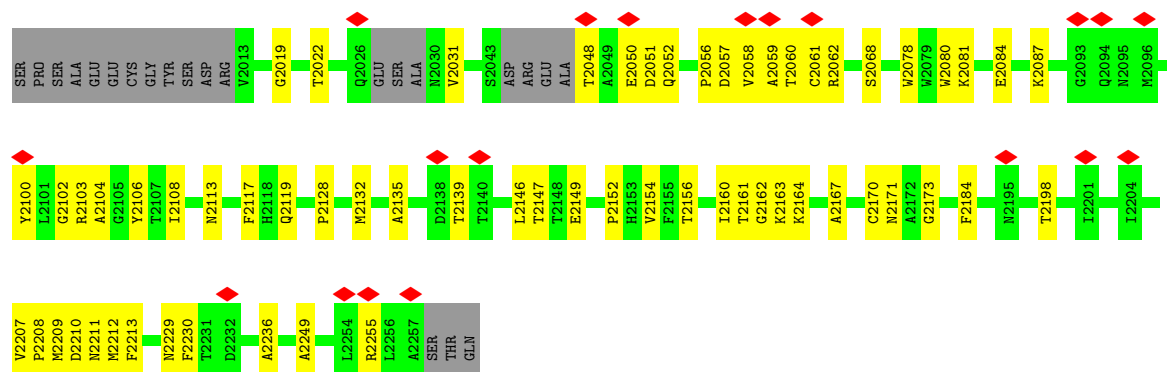 SER PRO SER ALA GLU GLU CYS GLY TYR SER ASP ARG V2013 G2019 T2022 Q2026 GLU SER ALA N2030 V2031 S2043 ASP ARG GLU ALA T2048 A2049 E2050 D2051 Q2052 P2056 D2057 V2058 A2059 T2060 C2061 R2062 S2068 W2078 W2079 W2080 K2081 E2084 K2087 G2093 Q2094 N2095 M2096
Y2100 L2101 G2102 R2103 A2104 G2105 Y2106 T2107 I2108 N2113 F2117 H2118 Q2119 P2128 M2132 A2135 D2138 T2139 T2140 L2146 T2147 T2148 E2149 P2152 H2153 V2154 F2155 T2156 I2160 T2161 G2162 K2163 K2164 A2167 C2170 N2171 A2172 G2173 F2184 N2195 T2198 I2201 I2204
V2207 P2208 M2209 D2210 N2211 M2212 F2213 N2229 F2230 T2231 D2232 A2236 A2249 L2254 R2255 L2256 A2257 SER THR GLN